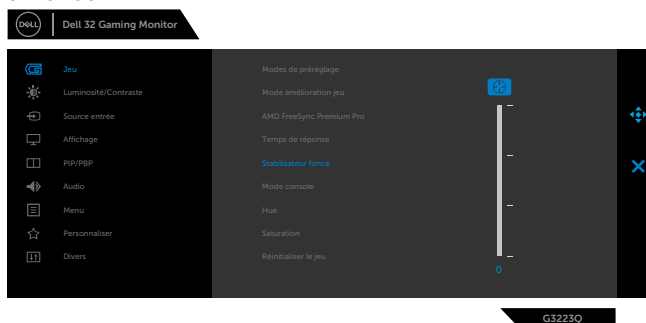 DELL
Dell 32 Gaming Monitor
Jeu
Luminosité/Contraste
Source entrée
Affichage
PIP/PBP
Audio
Menu
Personnaliser
Divers
Modes de préréglage
Mode amélioration jeu
AMD FreeSync Premium Pro
Temps de réponse
Stabilisateur foncé
Mode console
Hue
Saturation
Réinitialiser le jeu
0
G3223Q